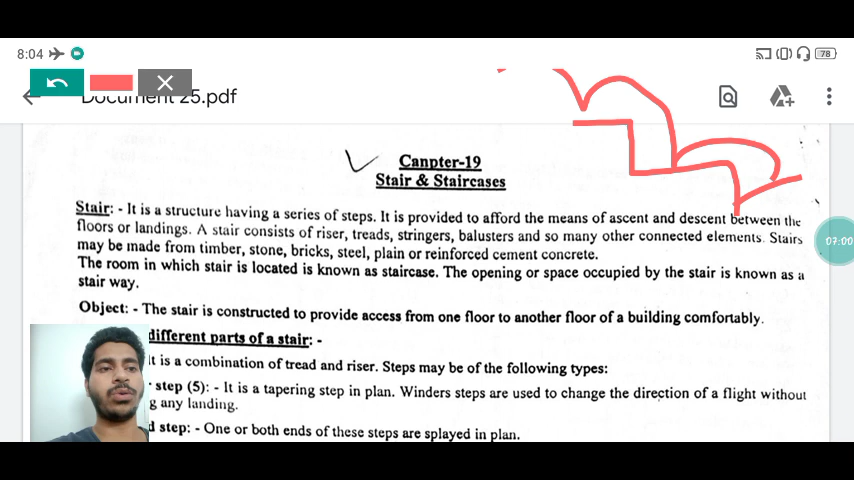 8:04
78
Document 25.pdf
Canpter-19
Stair & Staircases
Stair: - It is a structure having a series of steps. It is provided to afford the means of ascent and descent between the
floors or landings. A stair consists of riser, treads, stringers, balusters and so many other connected elements. Stairs
may be made from timber, stone, bricks, steel, plain or reinforced cement concrete.
The room in which stair is located is known as staircase. The opening or space occupied by the stair is known as a
stair way.
07:00
Object: - The stair is constructed to provide access from one floor to another floor of a building comfortably.
different parts of a stair: -
It is a combination of tread and riser. Steps may be of the following types:
step (5): - It is a tapering step in plan. Winders steps are used to change the direction of a flight without
g any landing.
d step: - One or both ends of these steps are splayed in plan.